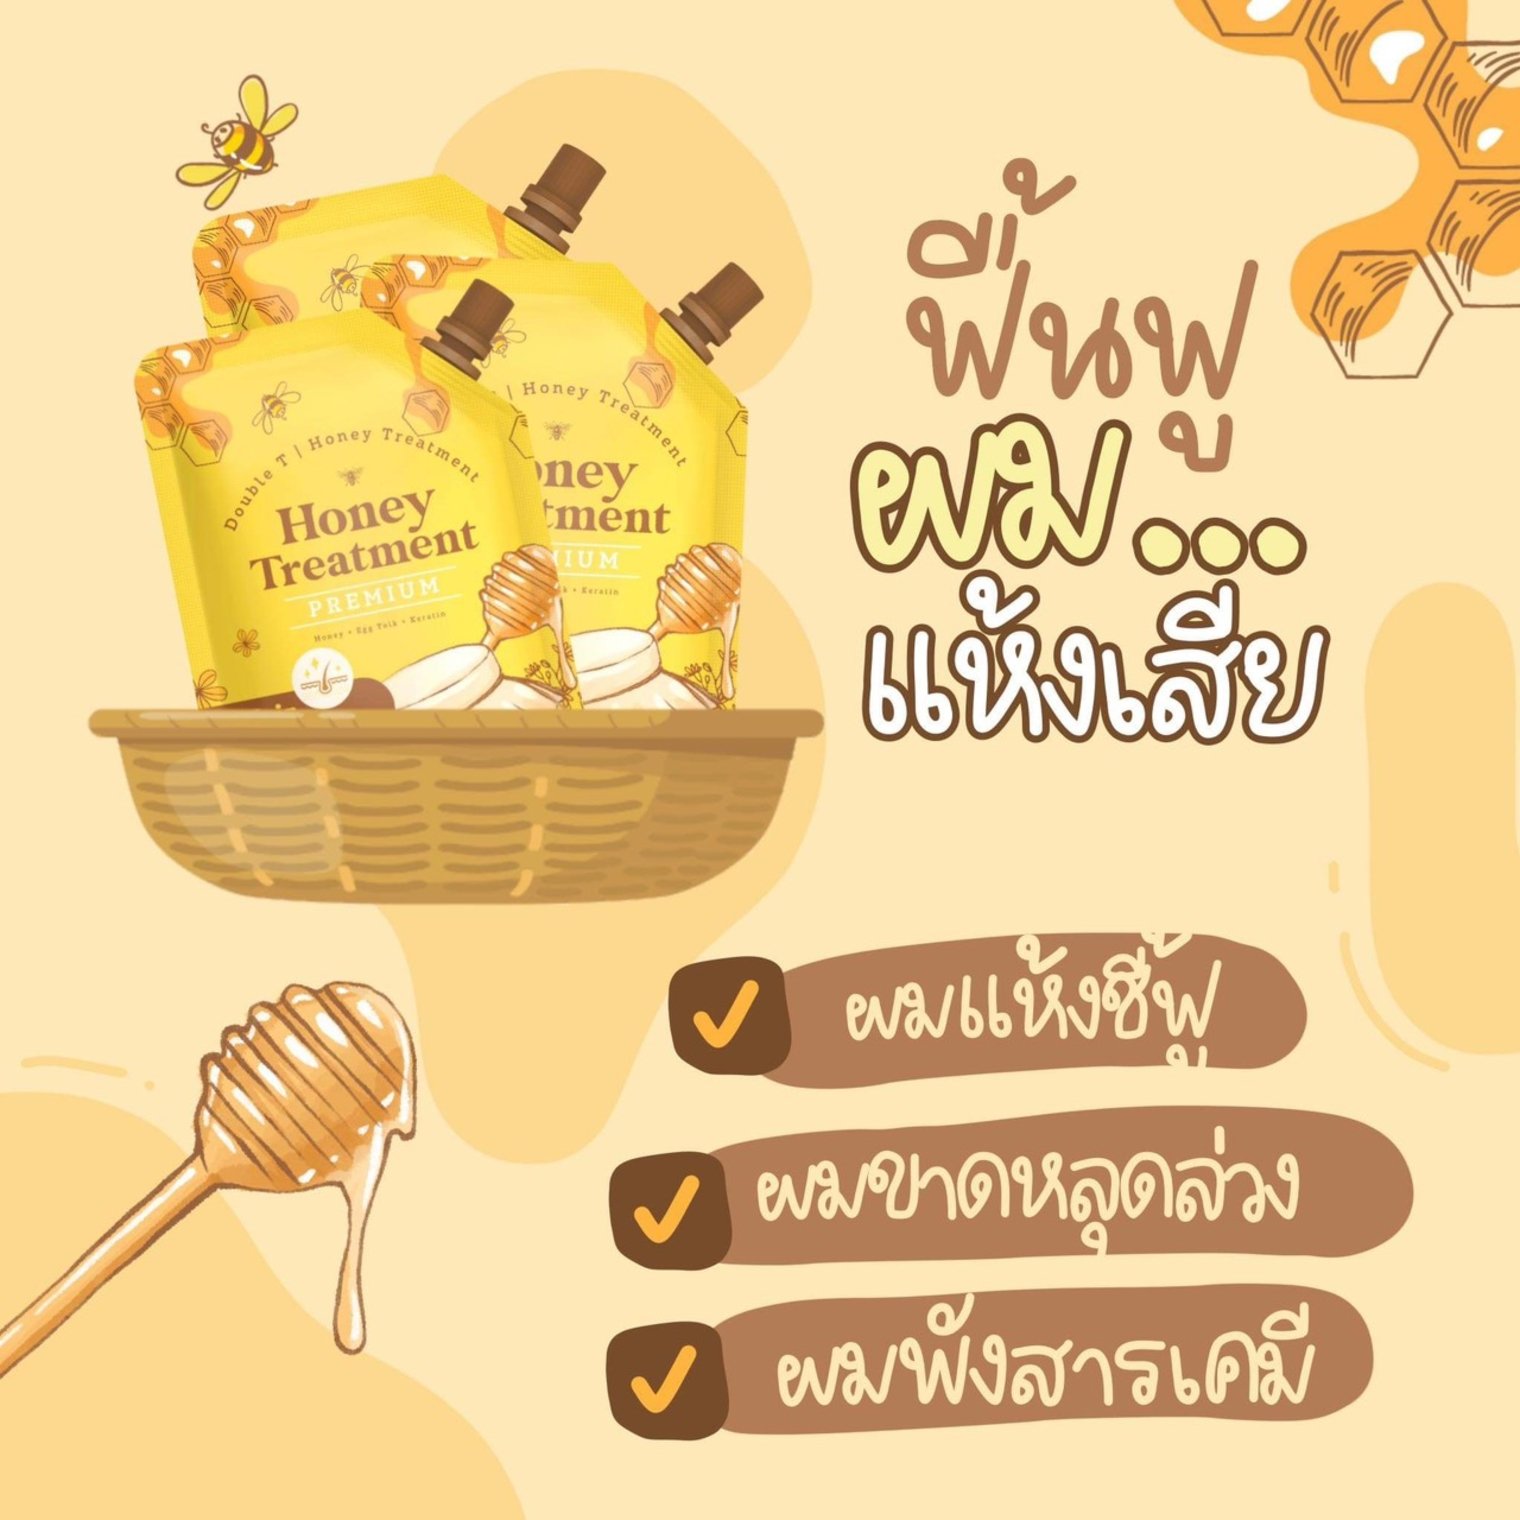 Double T | Honey Treatment
Honey
Treatment
PREMIUM
Honey • Egg Yolk • Keratin
| Honey Treatment
oney
tment
IUM
lk • Keratin
ฟื้นฟู
ผม...
แห้งเสีย
ผมแห้งชี้ฟู
ผมขาดหลุดล่วง
ผมพังสารเคมี